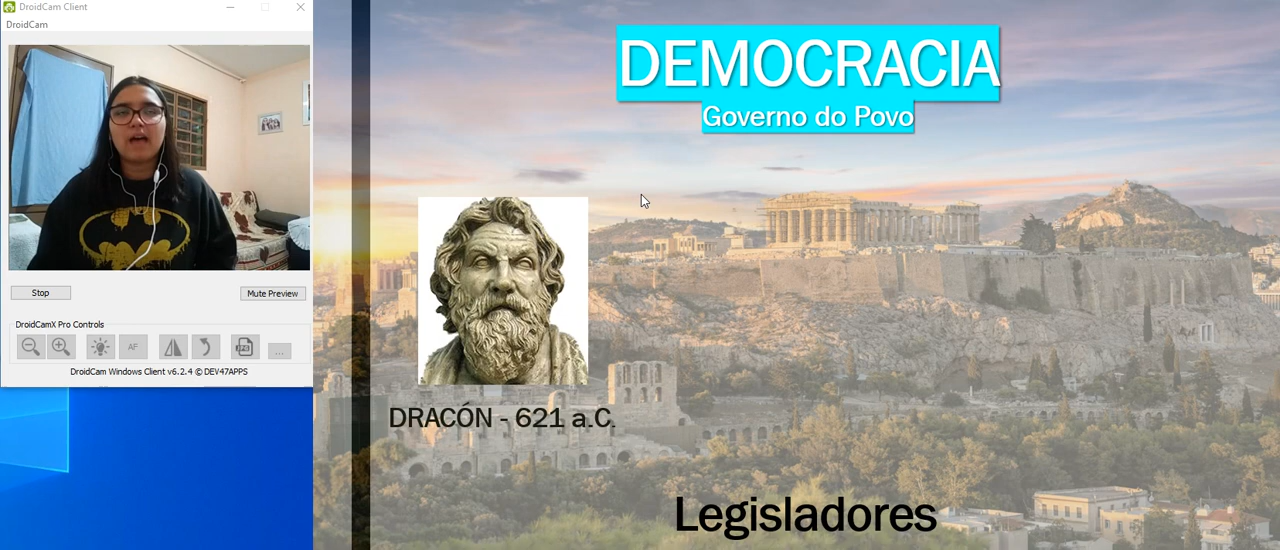 DroidCam Client
DroidCam
Stop
Mute Preview
DroidCamX Pro Controls
AF
JPG
...
DroidCam Windows Client v6.2.4 © DEV47APPS
DEMOCRACIA
Governo do Povo
DRACÓN - 621 a.C.
Legisladores